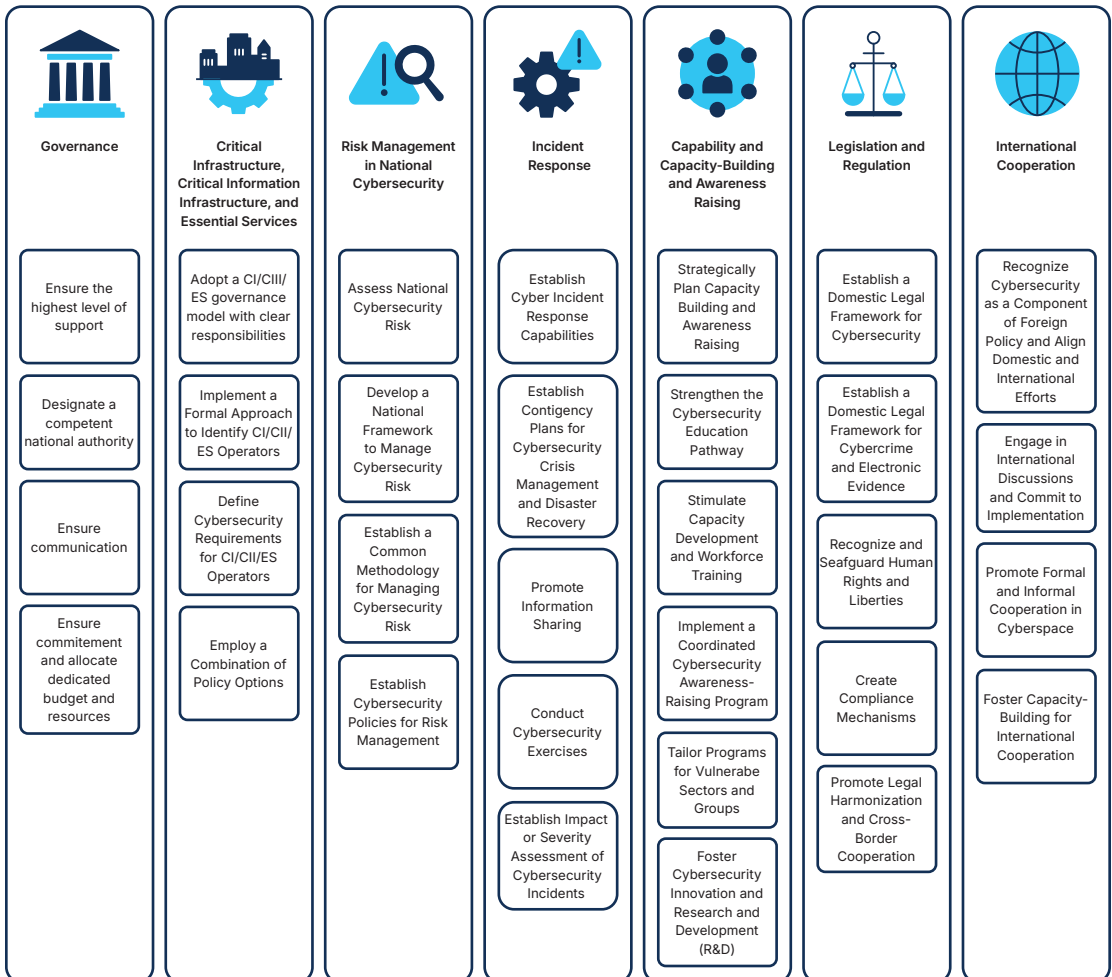 Governance
Ensure the
highest level of
support
Designate a
competent
national authority
Ensure
communication
Ensure
commitement
and allocate
dedicated
budget and
resources
Critical
Infrastructure,
Critical Information
Infrastructure, and
Essential Services
Adopt a CI/CIII/
ES governance
model with clear
responsibilities
Implement a
Formal Approach
to Identify CI/CII/
ES Operators
Define
Cybersecurity
Requirements
for CI/CII/ES
Operators
Employ a
Combination of
Policy Options
Risk Management
in National
Cybersecurity
Assess National
Cybersecurity
Risk
Develop a
National
Framework
to Manage
Cybersecurity
Risk
Establish a
Common
Methodology
for Managing
Cybersecurity
Risk
Establish
Cybersecurity
Policies for Risk
Management
Incident
Response
Establish
Cyber Incident
Response
Capabilities
Establish
Contigency
Plans for
Cybersecurity
Crisis
Management
and Disaster
Recovery
Promote
Information
Sharing
Conduct
Cybersecurity
Exercises
Establish Impact
or Severity
Assessment of
Cybersecurity
Incidents
Capability and
Capacity-Building
and Awareness
Raising
Strategically
Plan Capacity
Building and
Awareness
Raising
Strengthen the
Cybersecurity
Education
Pathway
Stimulate
Capacity
Development
and Workforce
Training
Implement a
Coordinated
Cybersecurity
Awareness-
Raising Program
Tailor Programs
for Vulnerabe
Sectors and
Groups
Foster
Cybersecurity
Innovation and
Research and
Development
(R&D)
Legislation and
Regulation
Establish a
Domestic Legal
Framework for
Cybersecurity
Establish a
Domestic Legal
Framework for
Cybercrime
and Electronic
Evidence
Recognize and
Seafguard Human
Rights and
Liberties
Create
Compliance
Mechanisms
Promote Legal
Harmonization
and Cross-
Border
Cooperation
International
Cooperation
Recognize
Cybersecurity
as a Component
of Foreign
Policy and Align
Domestic and
International
Efforts
Engage in
International
Discussions
and Commit to
Implementation
Promote Formal
and Informal
Cooperation in
Cyberspace
Foster Capacity-
Building for
International
Cooperation